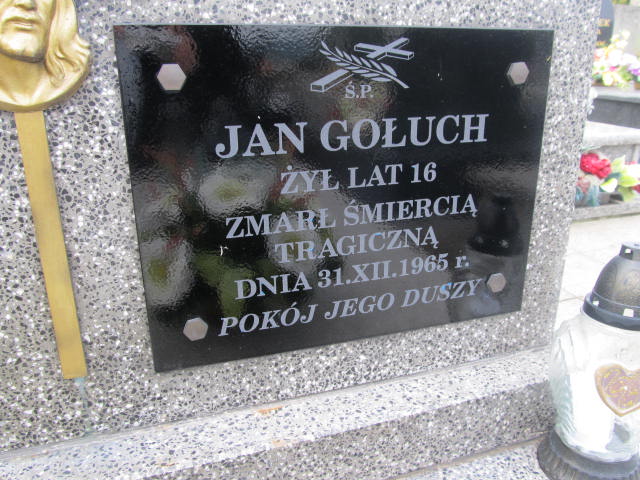 Ś.P
JAN GOŁUCH
ŻYŁ LAT 16
ZMARŁ ŚMIERCIĄ
TRAGICZNĄ
DNIA 31.XII.1965 r.
POKÓJ JEGO DUSZY